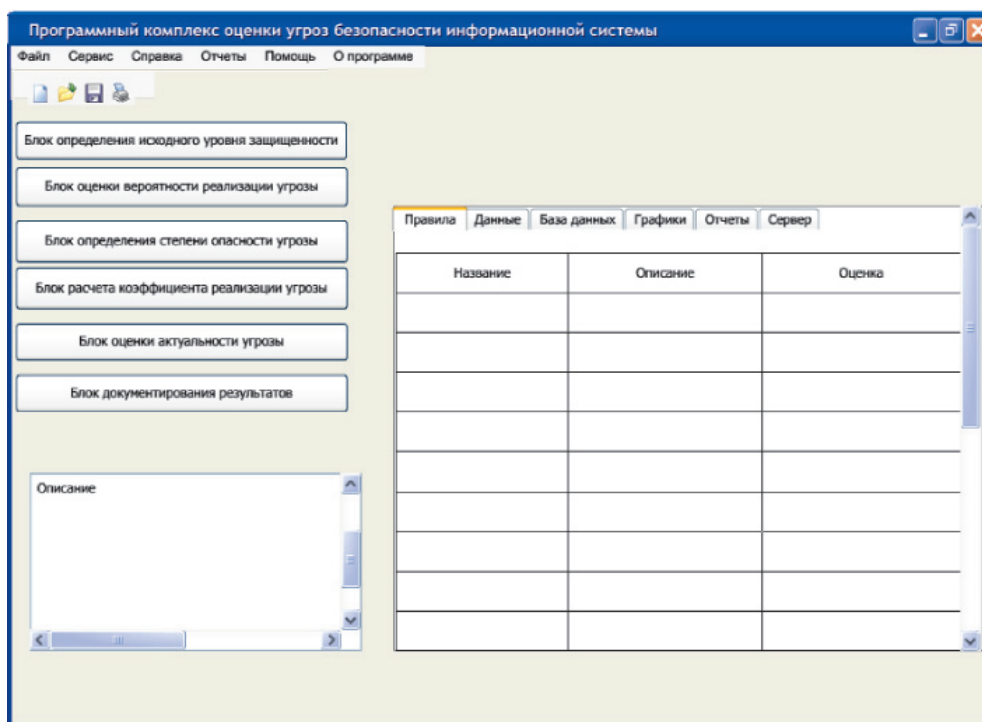 Программный комплекс оценки угроз безопасности информационной системы
Файл Сервис Справка Отчеты Помощь О программе
Блок определения исходного уровня защищенности
Блок оценки вероятности реализации угрозы
Блок определения степени опасности угрозы
Блок расчета коэффициента реализации угрозы
Блок оценки актуальности угрозы
Блок документирования результатов
Описание
Правила Данные База данных Графики Отчеты Сервер
Название Описание Оценка